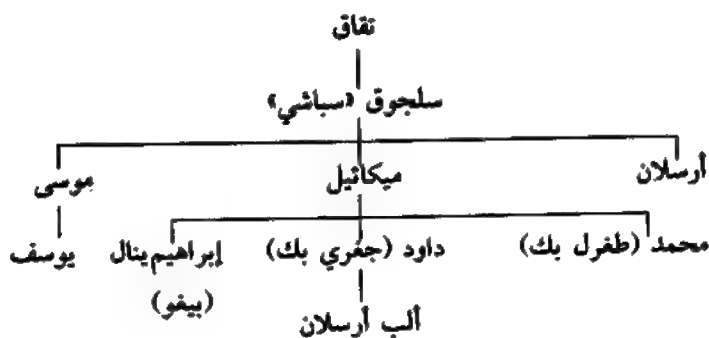 تقاق
سلجوق «سباشي»
أرسلان ميكائيل موسى
محمد (طغرل بك) داود (جغري بك) إبراهيم ينال يوسف
(بيغو)
ألب أرسلان